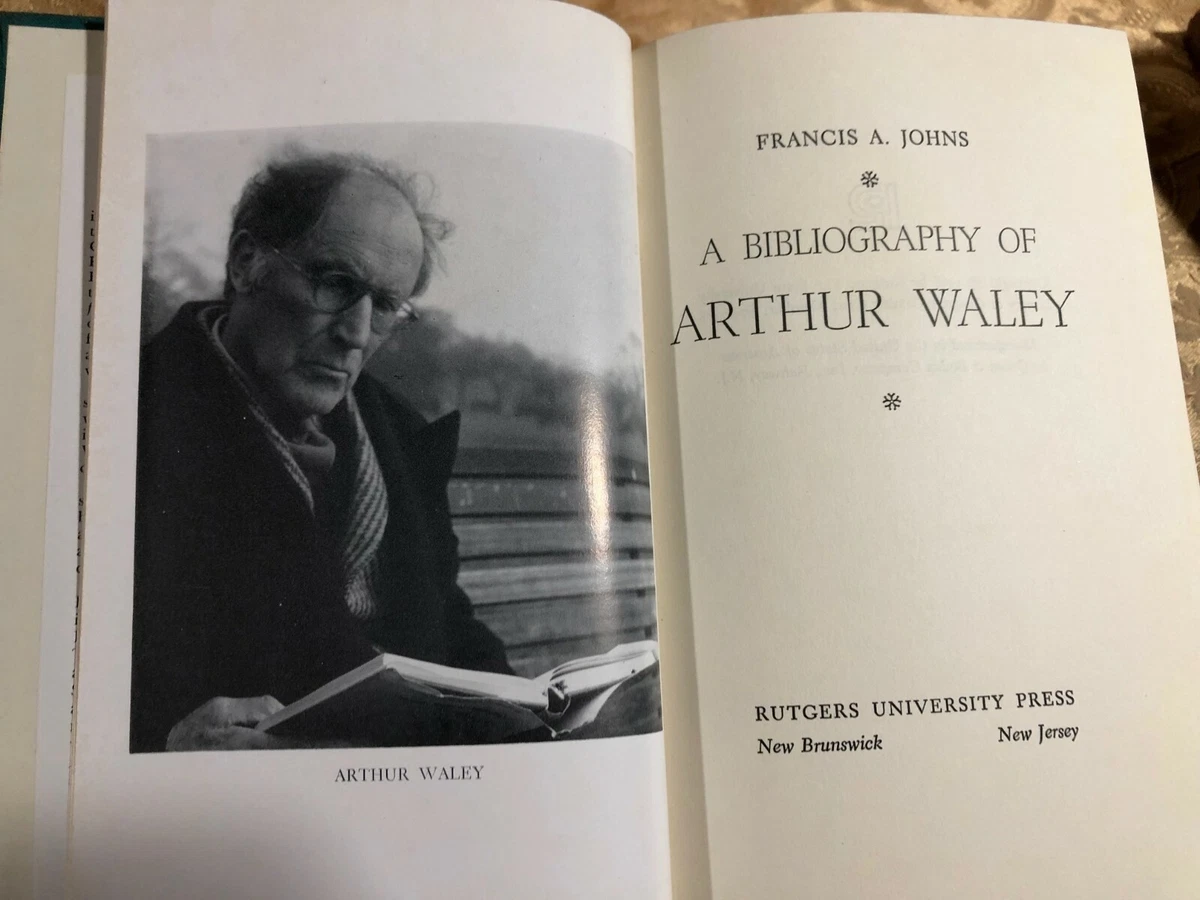 ARTHUR WALEY
FRANCIS A. JOHNS
A BIBLIOGRAPHY OF
ARTHUR WALEY
RUTGERS UNIVERSITY PRESS
New Brunswick New Jersey